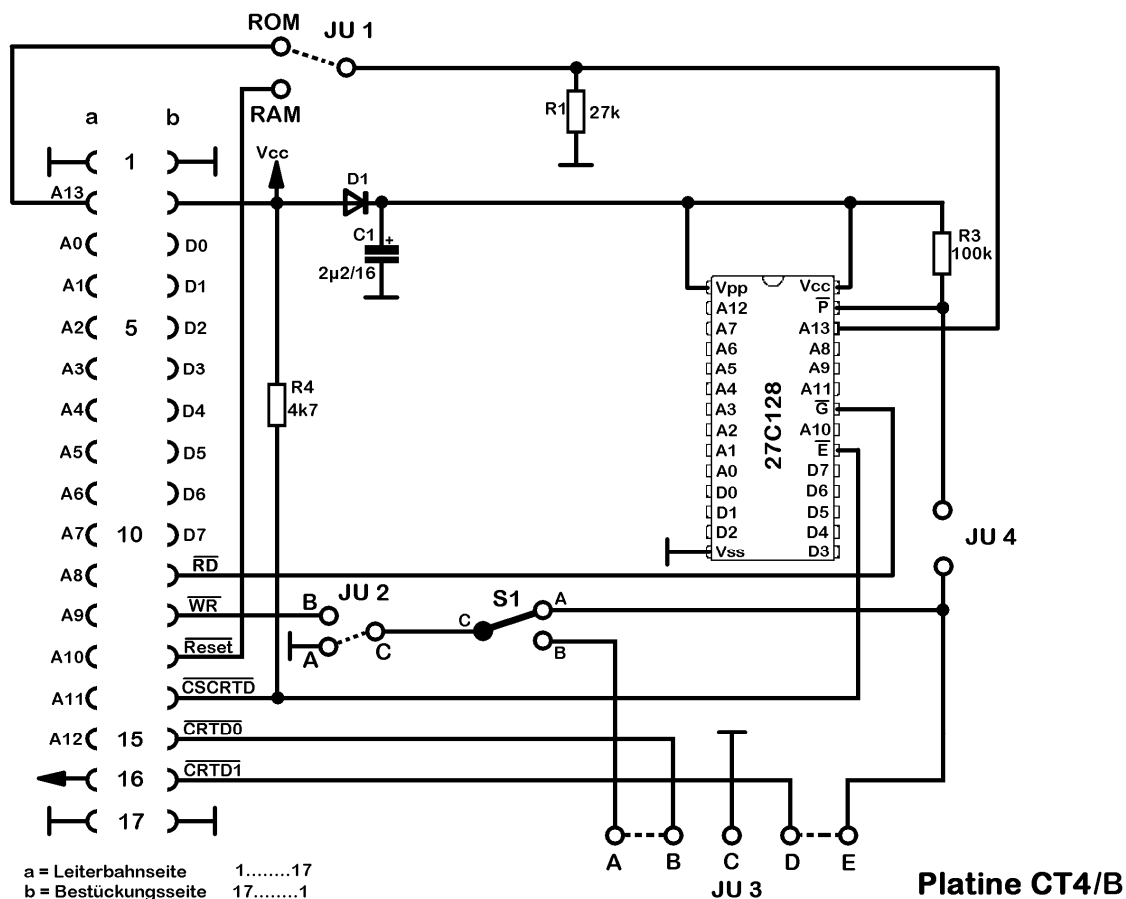 ROM
JU 1
RAM
R1
27k
a
b
1
Vcc
A13
D1
A0
D0
C1
+
2µ2/16
R3
100k
A1
D1
A2
5
D2
A3
D3
A4
D4
R4
4k7
A5
D5
A6
D6
A7
10
D7
A8
RD
A9
WR
A10
Reset
A11
CSCRTD
A12
15
CRTD0
16
CRTD1
17
Vpp
Vcc
A12
P
A7
A13
A6
A8
A5
A9
A4
A11
A3
G
A2
A10
A1
E
A0
D7
D0
D6
D1
D5
D2
D4
Vss
D3
27C128
JU 4
B
JU 2
A
C
S1
C
A
B
A
B
C
D
E
JU 3
a = Leiterbahnseite 1........17
b = Bestückungsseite 17........1
Platine CT4/B